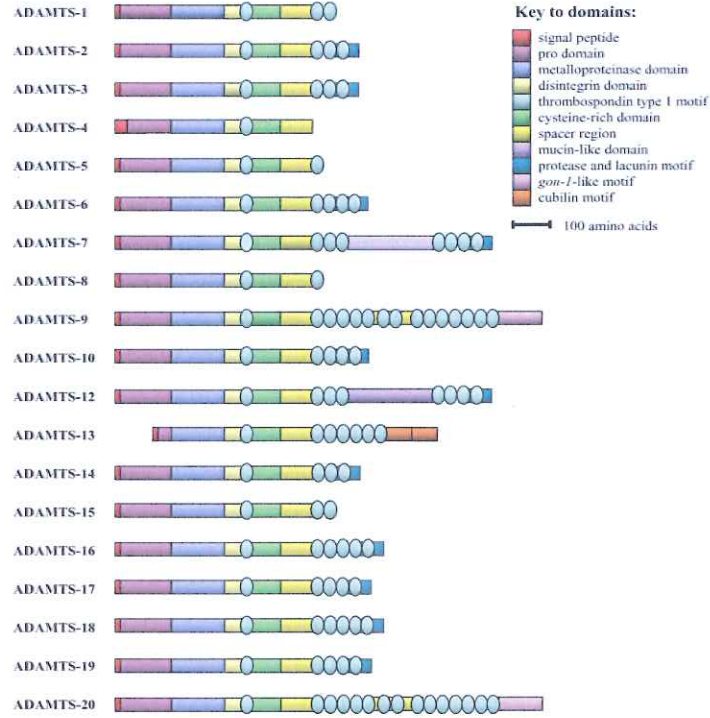 ADAMTS-1
ADAMTS-2
ADAMTS-3
ADAMTS-4
ADAMTS-5
ADAMTS-6
ADAMTS-7
ADAMTS-8
ADAMTS-9
ADAMTS-10
ADAMTS-12
ADAMTS-13
ADAMTS-14
ADAMTS-15
ADAMTS-16
ADAMTS-17
ADAMTS-18
ADAMTS-19
ADAMTS-20
Key to domains:
signal peptide
pro domain
metalloproteinase domain
disintegrin domain
thrombospondin type 1 motif
cysteine-rich domain
spacer region
mucin-like domain
protease and lacunin motif
gon-1-like motif
cubilin motif
100 amino acids